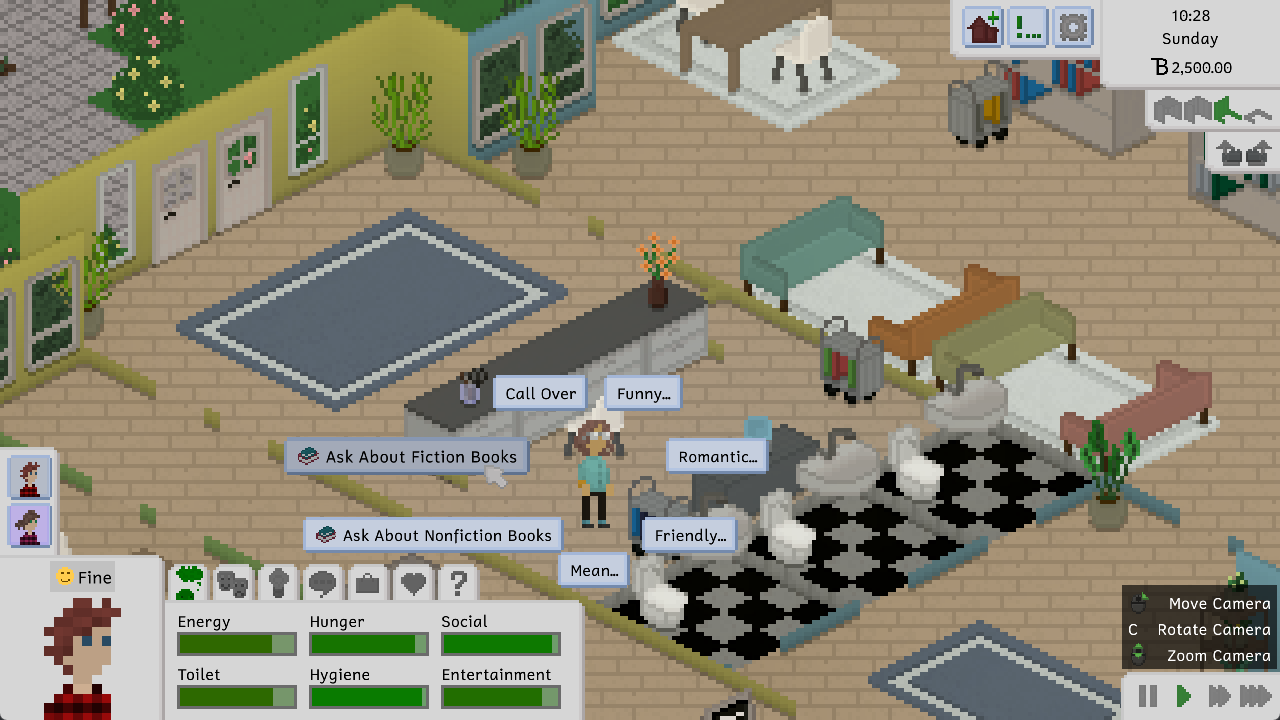 10:28
Sunday
Ƀ2,500.00
Call Over
Funny...
Ask About Fiction Books
Romantic...
Ask About Nonfiction Books
Friendly...
Mean...
Fine
?
Energy
Hunger
Social
Toilet
Hygiene
Entertainment
Move Camera
C Rotate Camera
Zoom Camera